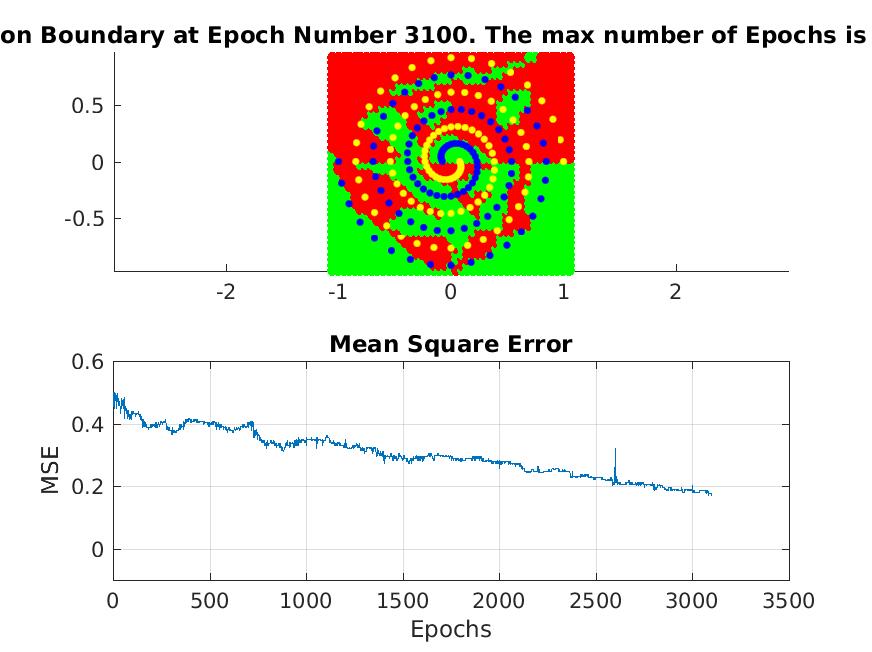 on Boundary at Epoch Number 3100. The max number of Epochs is
0.5
0
-0.5
-2 -1 0 1 2
Mean Square Error
0.6
0.4
0.2
0
MSE
0 500 1000 1500 2000 2500 3000 3500
Epochs